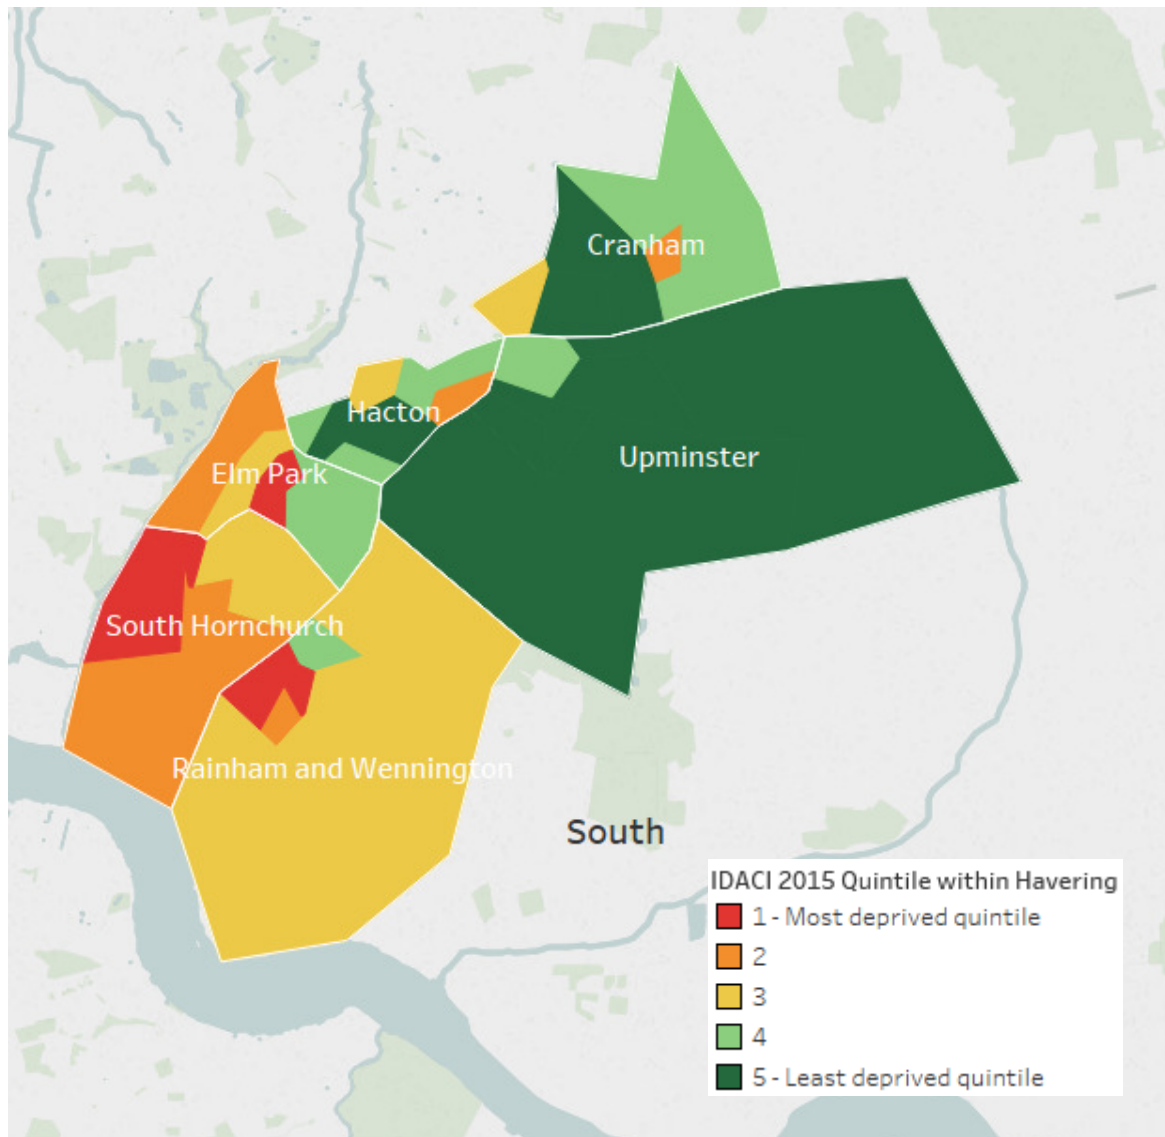 Cranham
Hacton
Upminster
Elm Park
South Hornchurch
Rainham and Wennington
South
IDACI 2015 Quintile within Havering
1 - Most deprived quintile
2
3
4
5 - Least deprived quintile